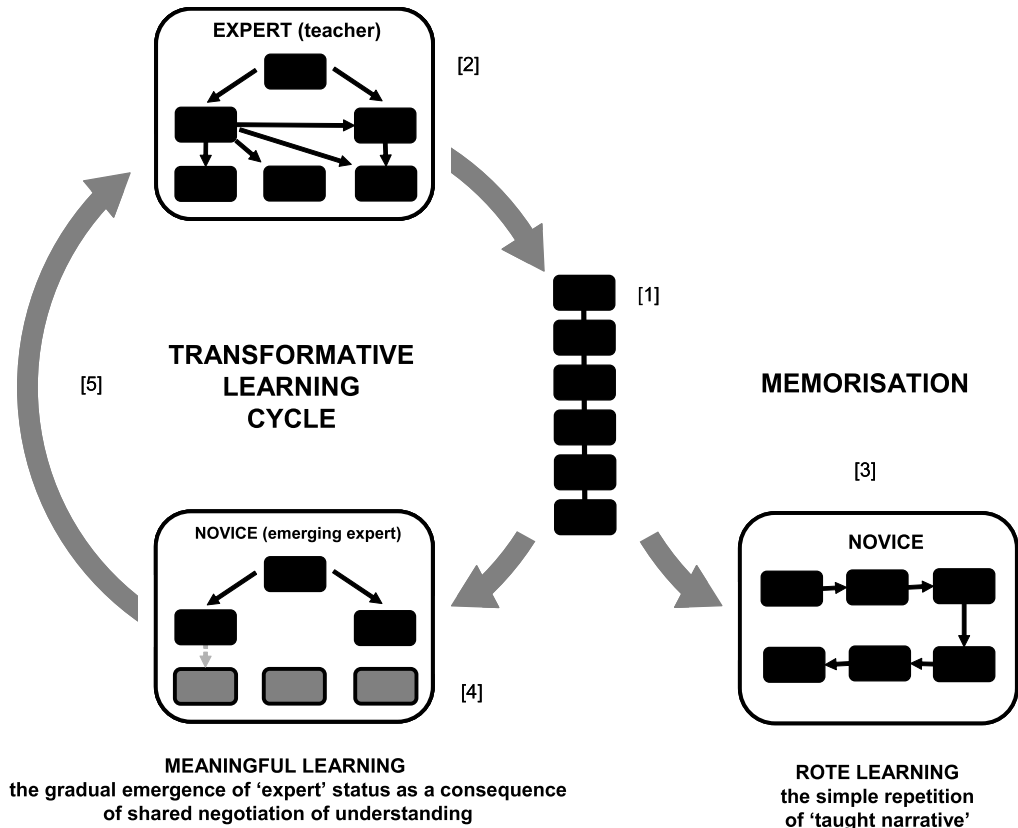 EXPERT (teacher)
[2]
[1]
TRANSFORMATIVE
LEARNING
CYCLE
[5]
MEMORISATION
[3]
NOVICE (emerging expert)
[4]
NOVICE
MEANINGFUL LEARNING
the gradual emergence of ‘expert’ status as a consequence
of shared negotiation of understanding
ROTE LEARNING
the simple repetition
of ‘taught narrative’